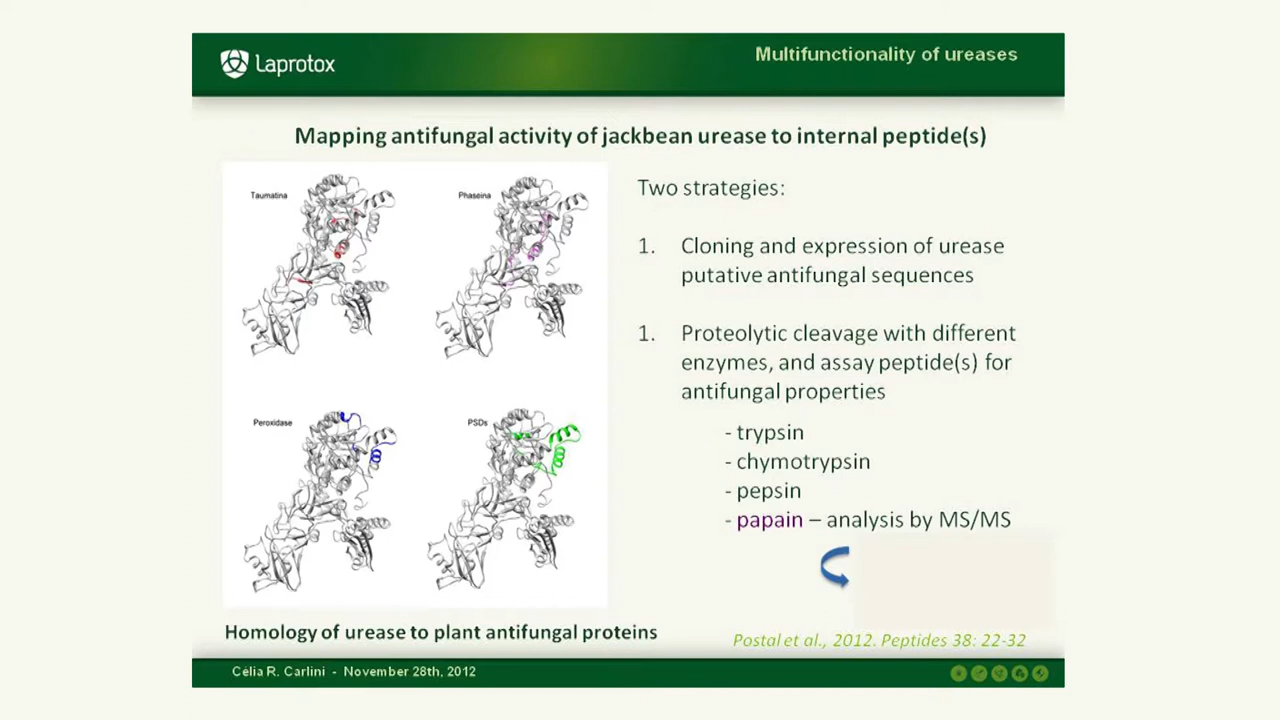 Laprotox
Multifunctionality of ureases
Mapping antifungal activity of jackbean urease to internal peptide(s)
Taumatina
Phaseina
Peroxidase
PSDs
Homology of urease to plant antifungal proteins
Two strategies:
1. Cloning and expression of urease
putative antifungal sequences
1. Proteolytic cleavage with different
enzymes, and assay peptide(s) for
antifungal properties
- trypsin
- chymotrypsin
- pepsin
- papain – analysis by MS/MS
Postal et al., 2012. Peptides 38: 22-32
Célia R. Carlini - November 28th, 2012